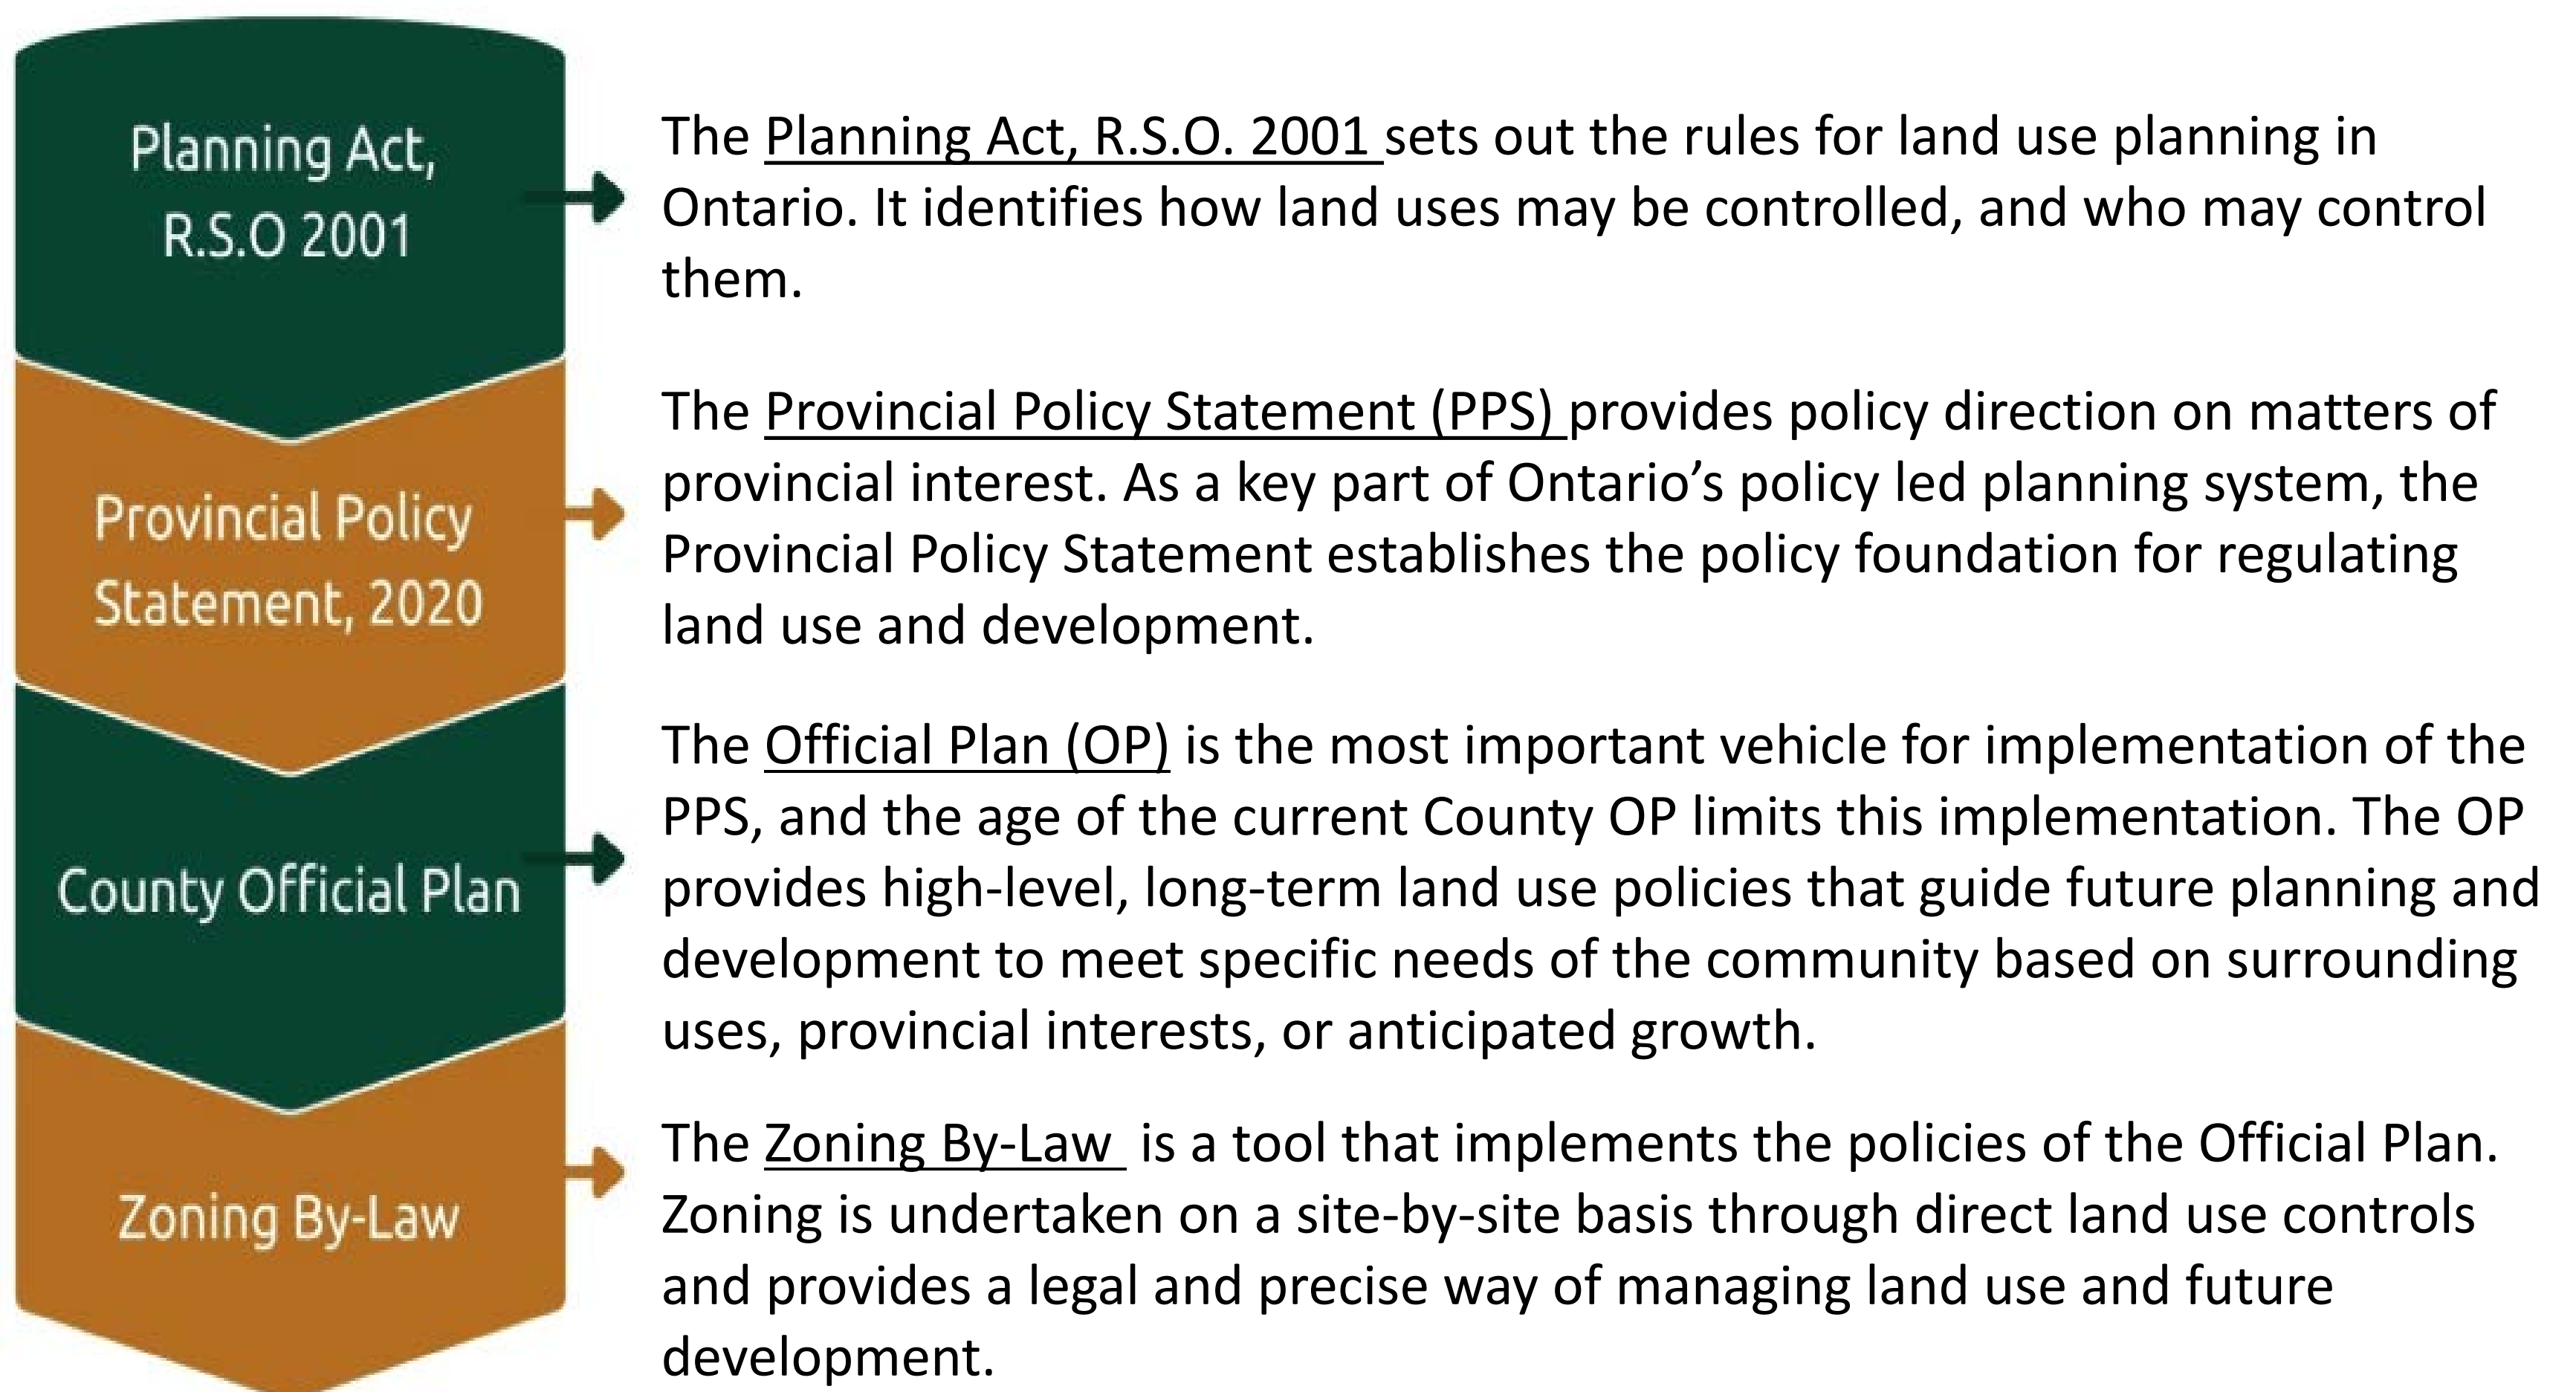 Planning Act,
R.S.O 2001
The Planning Act, R.S.O. 2001 sets out the rules for land use planning in
Ontario. It identifies how land uses may be controlled, and who may control
them.
Provincial Policy
Statement, 2020
The Provincial Policy Statement (PPS) provides policy direction on matters of
provincial interest. As a key part of Ontario’s policy led planning system, the
Provincial Policy Statement establishes the policy foundation for regulating
land use and development.
County Official Plan
The Official Plan (OP) is the most important vehicle for implementation of the
PPS, and the age of the current County OP limits this implementation. The OP
provides high-level, long-term land use policies that guide future planning and
development to meet specific needs of the community based on surrounding
uses, provincial interests, or anticipated growth.
Zoning By-Law
The Zoning By-Law is a tool that implements the policies of the Official Plan.
Zoning is undertaken on a site-by-site basis through direct land use controls
and provides a legal and precise way of managing land use and future
development.